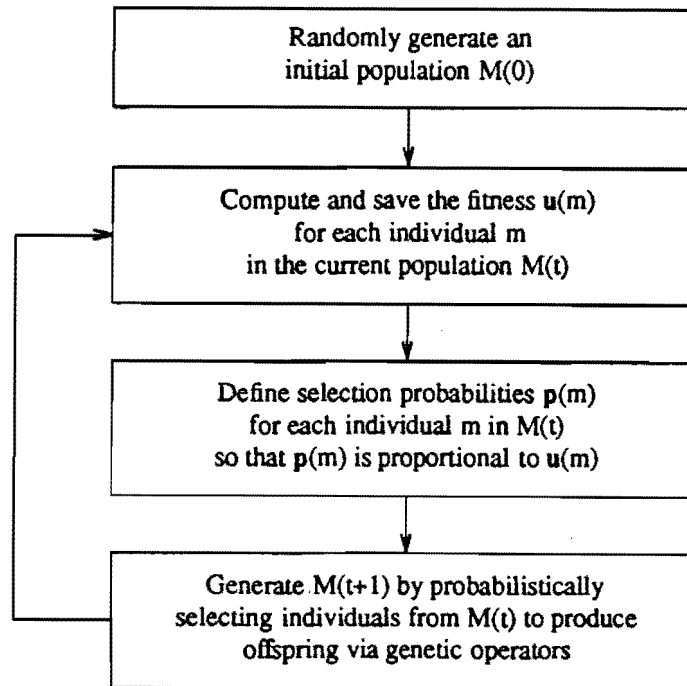 Randomly generate an
initial population M(0)
Compute and save the fitness u(m)
for each individual m
in the current population M(t)
Define selection probabilities p(m)
for each individual m in M(t)
so that p(m) is proportional to u(m)
Generate M(t+1) by probabilistically
selecting individuals from M(t) to produce
offspring via genetic operators